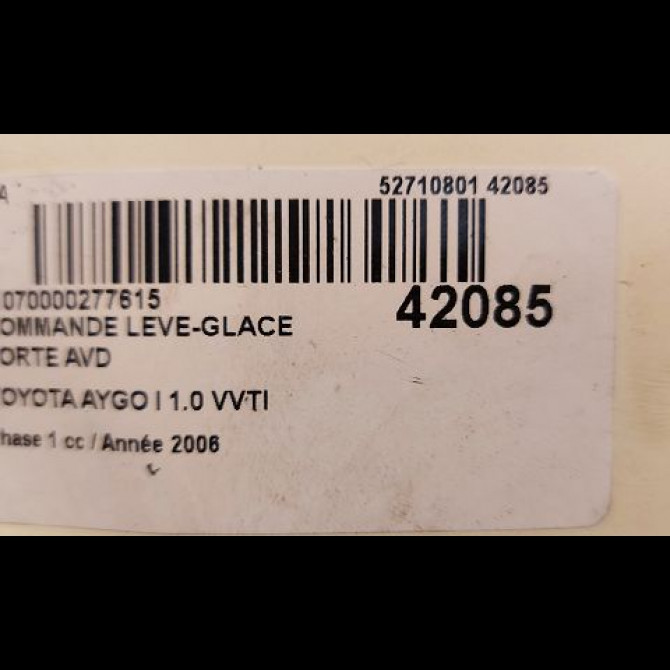 A 52710801 42085
070000277615 42085
OMMANDE LEVE-GLACE
ORTE AVD
OYOTA AYGO I 1.0 VVTI
hase 1 cc / Année 2006